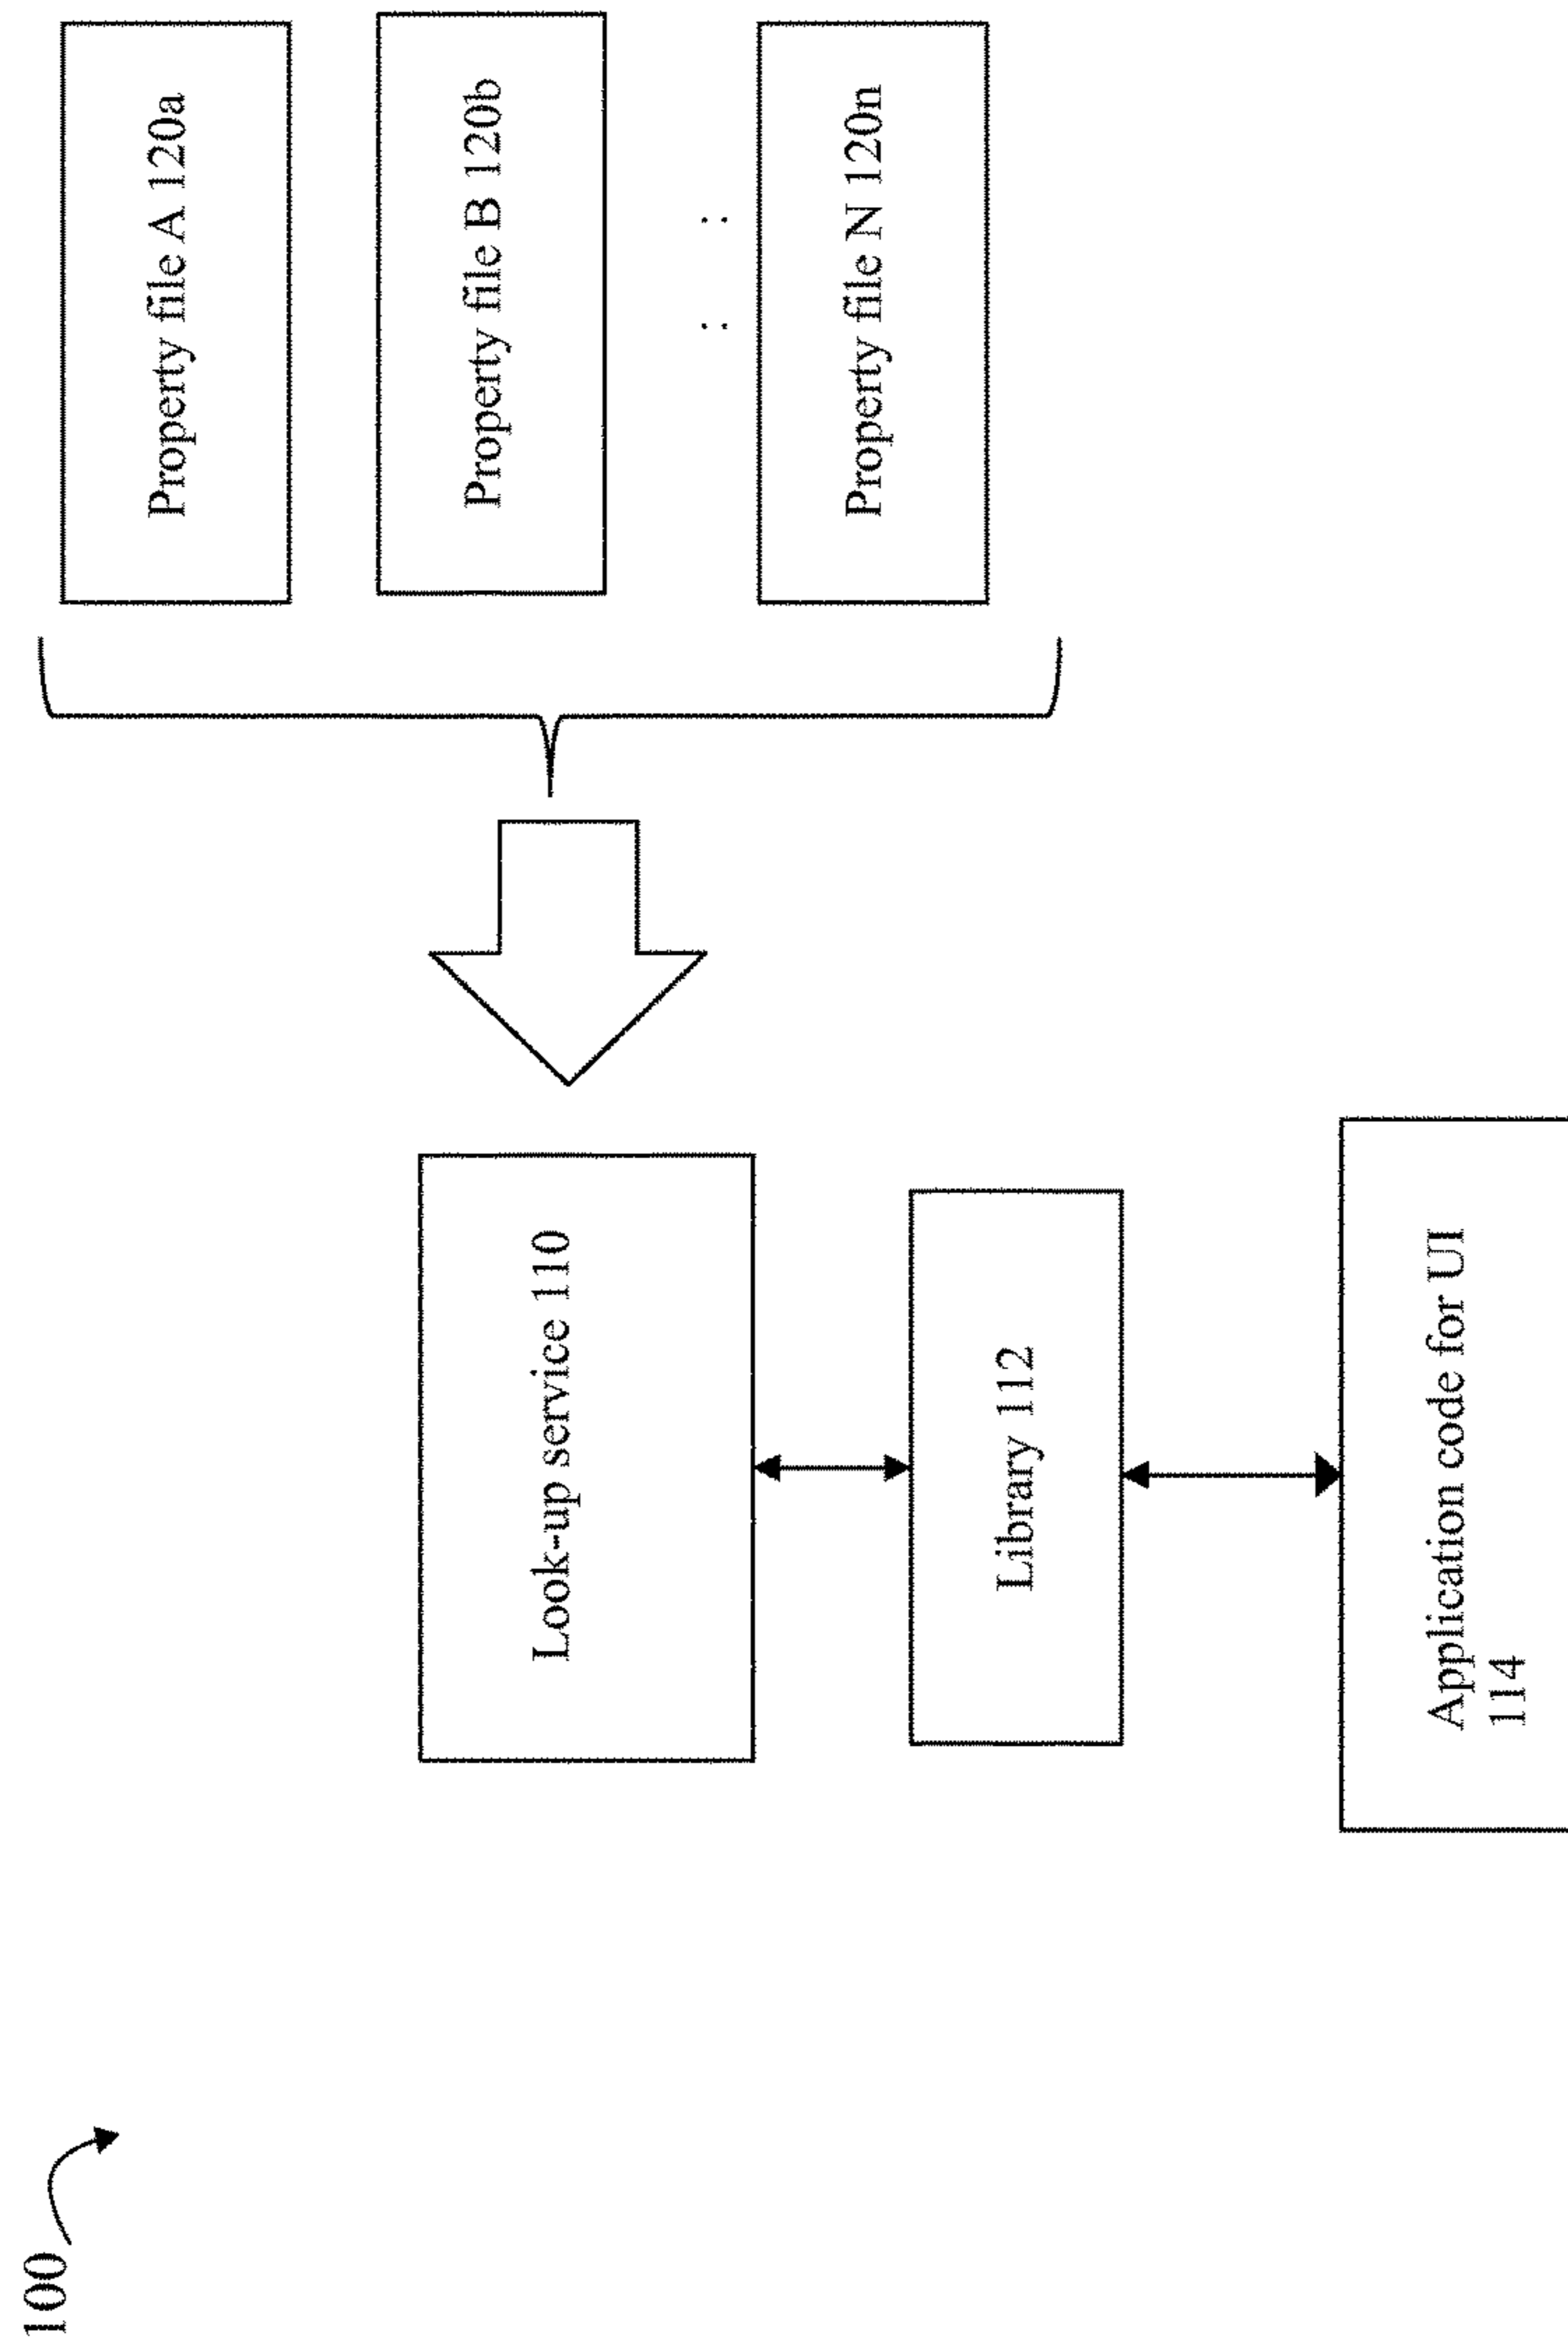 100
Property file A 120a
Look-up service 110
Property file B 120b
Library 112
Property file N 120n
Application code for UI
114